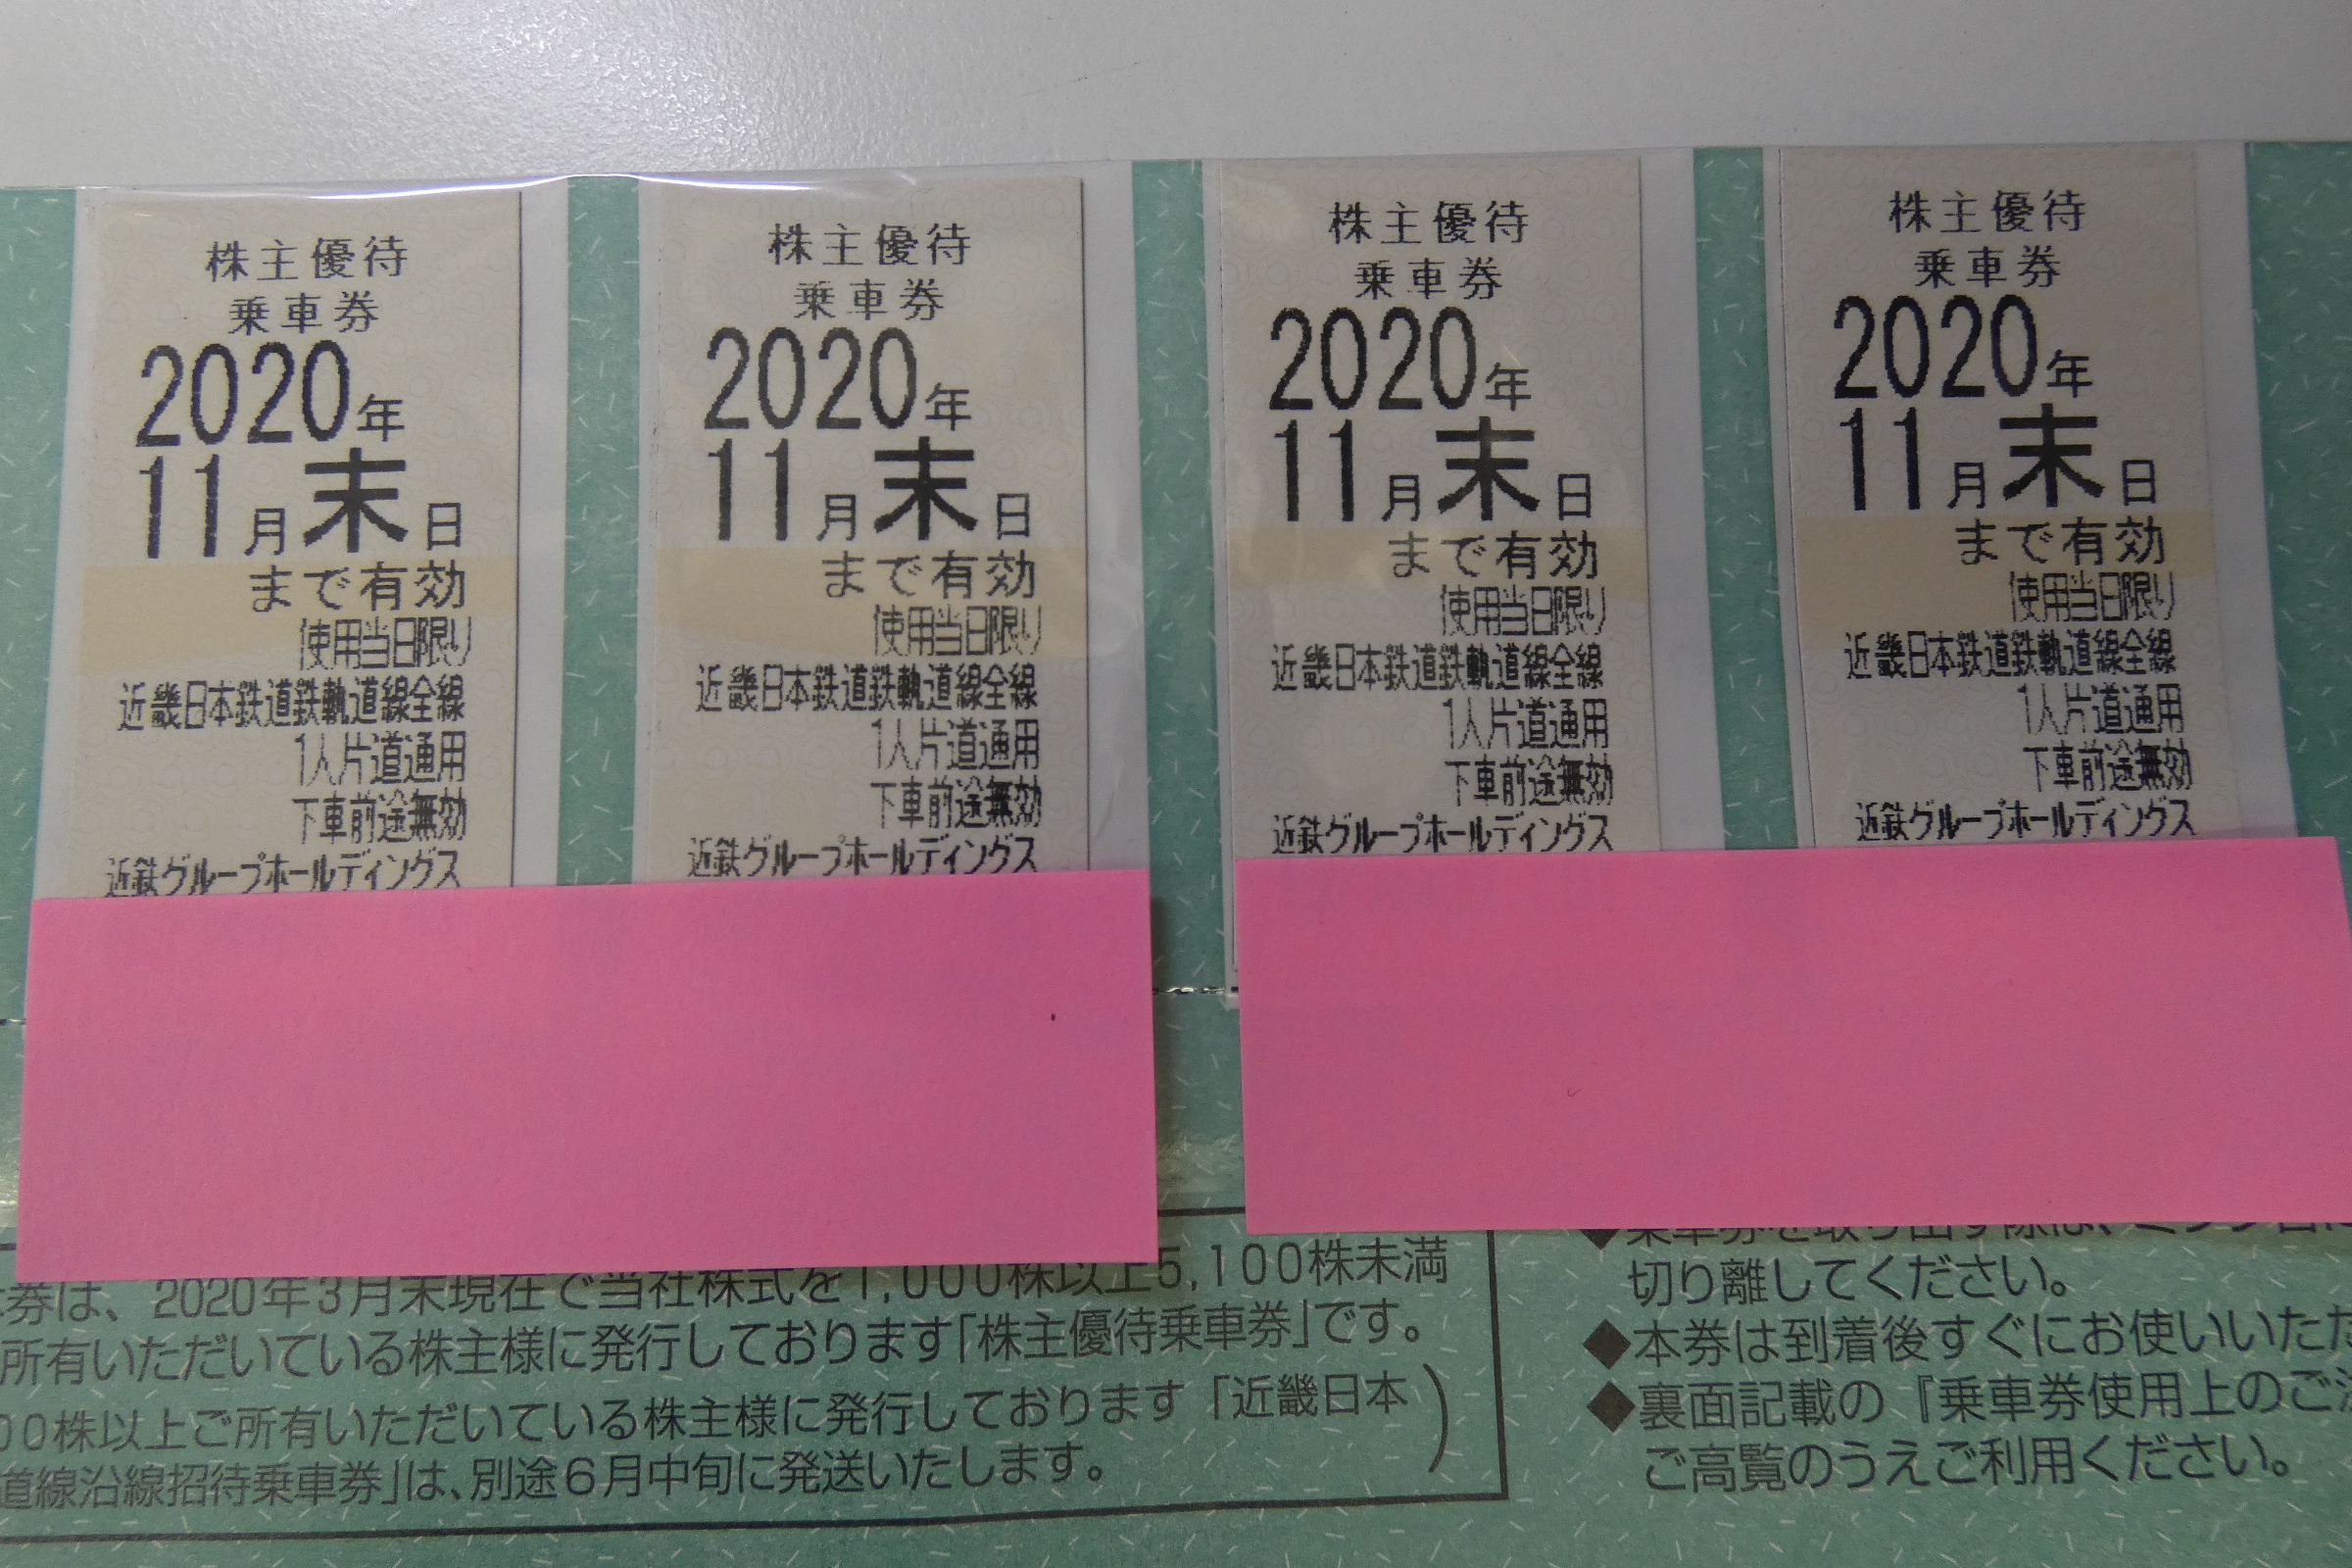 株主優待
乗車券
2020年
11月末日
まで有効
使用当日限り
近畿日本鉄道鉄軌道線全線
1人片道通用
下車前途無効
近鉄グループホールディングス
株主優待
乗車券
2020年
11月末日
まで有効
使用当日限り
近畿日本鉄道鉄軌道線全線
1人片道通用
下車前途無効
近鉄グループホールディングス
株主優待
乗車券
2020年
11月末日
まで有効
使用当日限り
近畿日本鉄道鉄軌道線全線
1人片道通用
下車前途無効
近鉄グループホールディングス
株主優待
乗車券
2020年
11月末日
まで有効
使用当日限り
近畿日本鉄道鉄軌道線全線
1人片道通用
下車前途無効
近鉄グループホールディングス
券は、2020年3月末現在で当社株式を1,000株以上5,100株未満
所有いただいている株主様に発行しております「株主優待乗車券」です。
00株以上ご所有いただいている株主様に発行しております「近畿日本
道線沿線招待乗車券」は、別途6月中旬に発送いたします。)
◆乗車券を取り出す際は、ミシン目
切り離してください。
◆本券は到着後すぐにお使いいただ
◆裏面記載の『乗車券使用上のご
ご高覧のうえご利用ください。